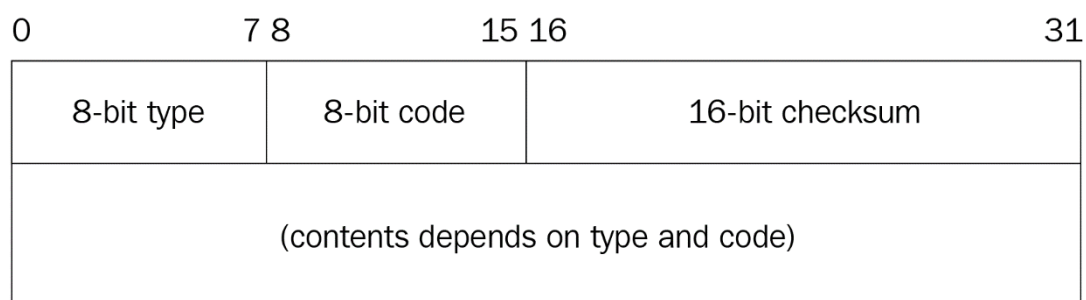 0 7 8 15 16 31
8-bit type 8-bit code 16-bit checksum
(contents depends on type and code)